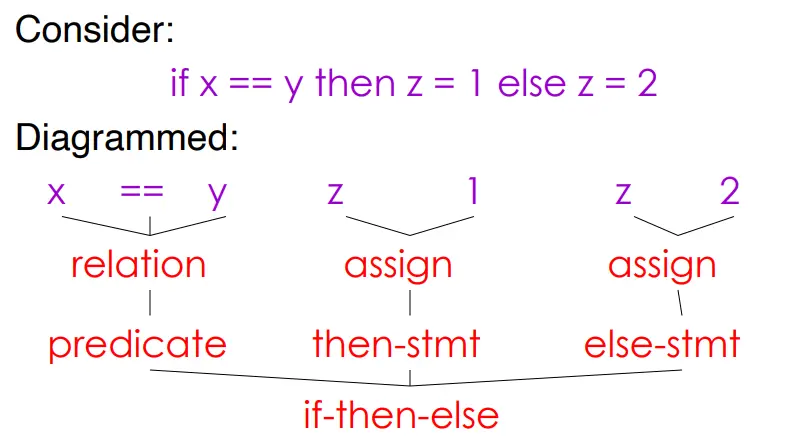 Consider:
if x == y then z = 1 else z = 2
Diagrammed:
x == y z 1 z 2
relation assign assign
predicate then-stmt else-stmt
if-then-else